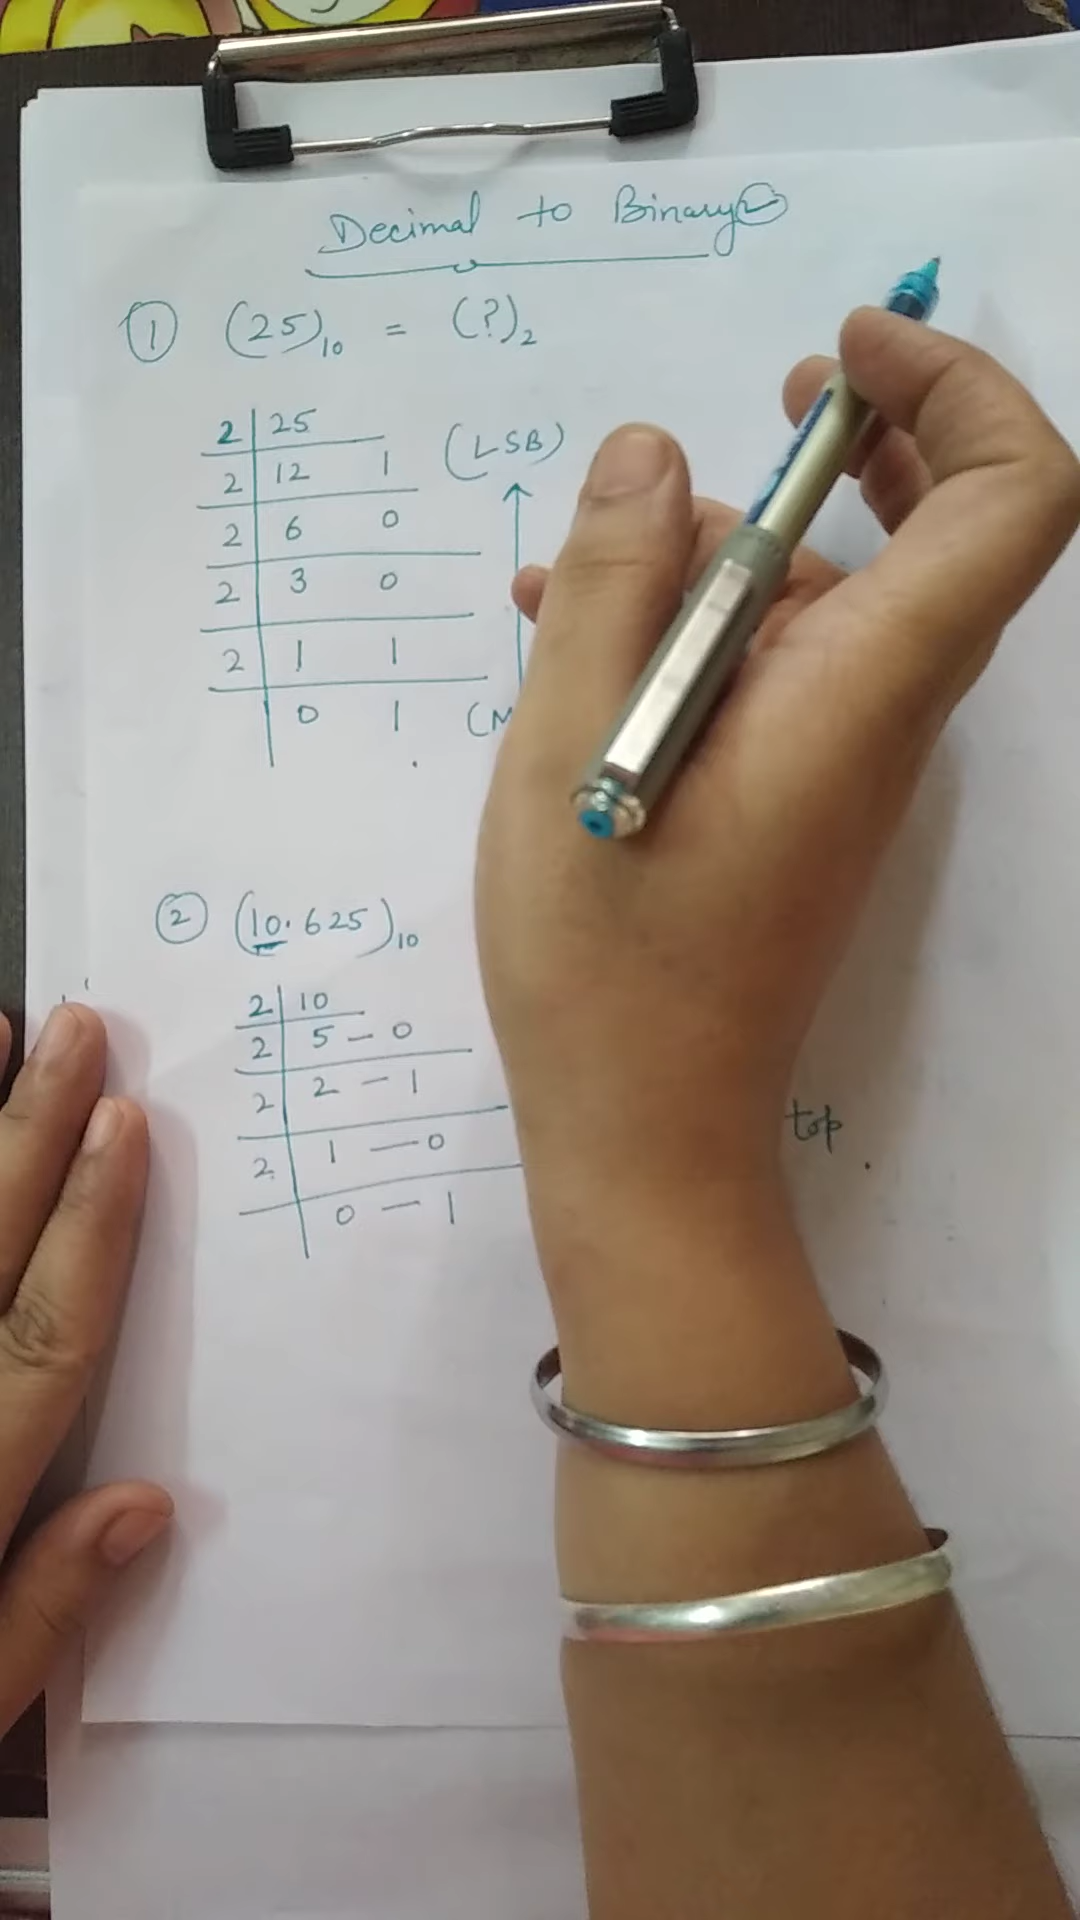 Decimal to Binary
① (25)₁₀ = (?)₂
2 25
2 12 1 (LSB)
2 6 0
2 3 0
2 1 1
0 1 (M
② (10.625)₁₀
2 10
2 5 - 0
2 2 - 1
2 1 - 0
0 - 1
top